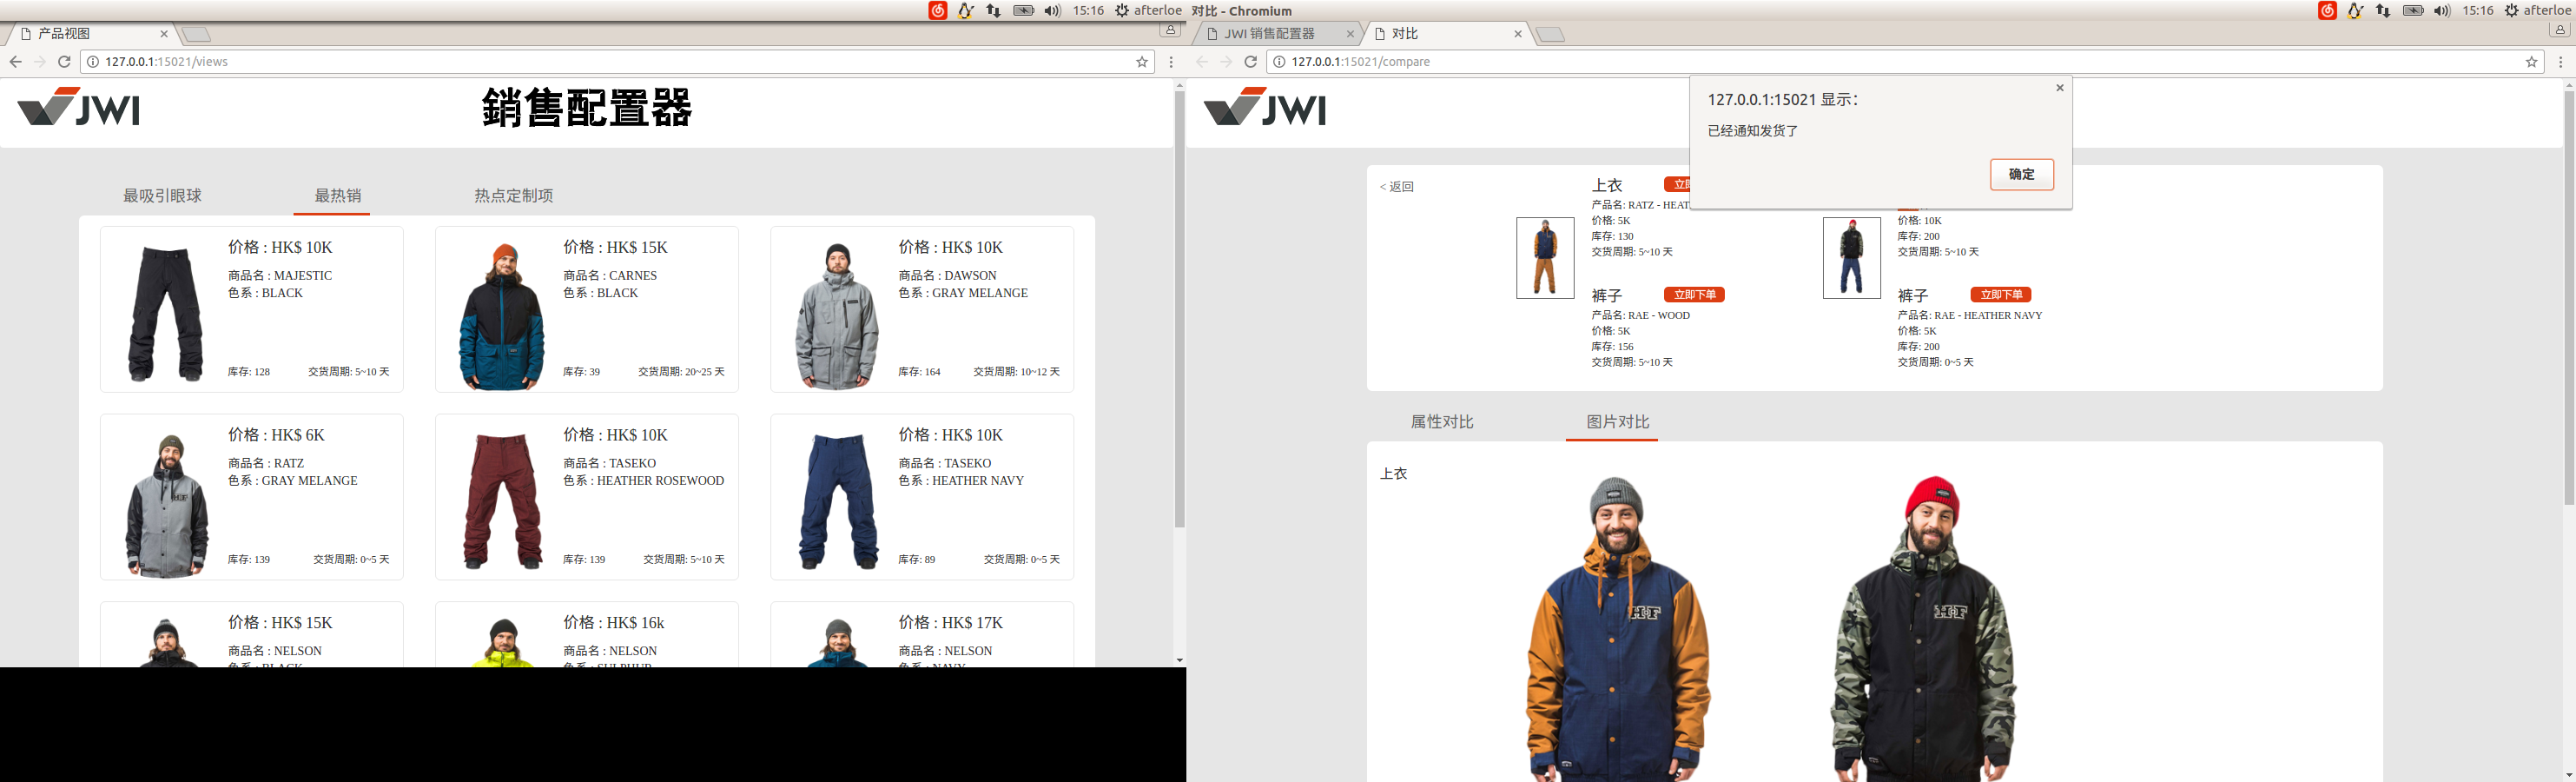 15:16
afterloe
产品视图
127.0.0.1:15021/views
JWI
銷售配置器
最吸引眼球
最热销
热点定制项
价格 : HK$ 10K
商品名 : MAJESTIC
色系 : BLACK
库存: 128
交货周期: 5~10 天
价格 : HK$ 15K
商品名 : CARNES
色系 : BLACK
库存: 39
交货周期: 20~25 天
价格 : HK$ 10K
商品名 : DAWSON
色系 : GRAY MELANGE
库存: 164
交货周期: 10~12 天
价格 : HK$ 6K
商品名 : RATZ
色系 : GRAY MELANGE
库存: 139
交货周期: 0~5 天
价格 : HK$ 10K
商品名 : TASEKO
色系 : HEATHER ROSEWOOD
库存: 139
交货周期: 5~10 天
价格 : HK$ 10K
商品名 : TASEKO
色系 : HEATHER NAVY
库存: 89
交货周期: 0~5 天
价格 : HK$ 15K
商品名 : NELSON
色系 : BLACK
价格 : HK$ 16k
商品名 : NELSON
色系 : SULPHUR
价格 : HK$ 17K
商品名 : NELSON
色系 : NAVY
对比 - Chromium
15:16
afterloe
JWI 销售配置器
对比
127.0.0.1:15021/compare
JWI
127.0.0.1:15021 显示：
已经通知发货了
确定
< 返回
上衣
立即
产品名: RATZ - HEAT
价格: 5K
库存: 130
交货周期: 5~10 天
裤子
立即下单
产品名: RAE - WOOD
价格: 5K
库存: 156
交货周期: 5~10 天
价格: 10K
库存: 200
交货周期: 5~10 天
裤子
立即下单
产品名: RAE - HEATHER NAVY
价格: 5K
库存: 200
交货周期: 0~5 天
属性对比
图片对比
上衣
HF
HF